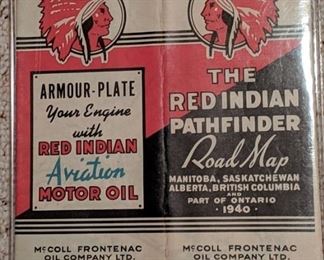 ARMOUR-PLATE
Your Engine
with
RED INDIAN
Aviation
MOTOR OIL
McCOLL FRONTENAC
OIL COMPANY LTD.
THE
RED INDIAN
PATHFINDER
Road Map
MANITOBA, SASKATCHEWAN
ALBERTA, BRITISH COLUMBIA
AND
PART OF ONTARIO
• 1940 •
McCOLL FRONTENAC
OIL COMPANY LTD.